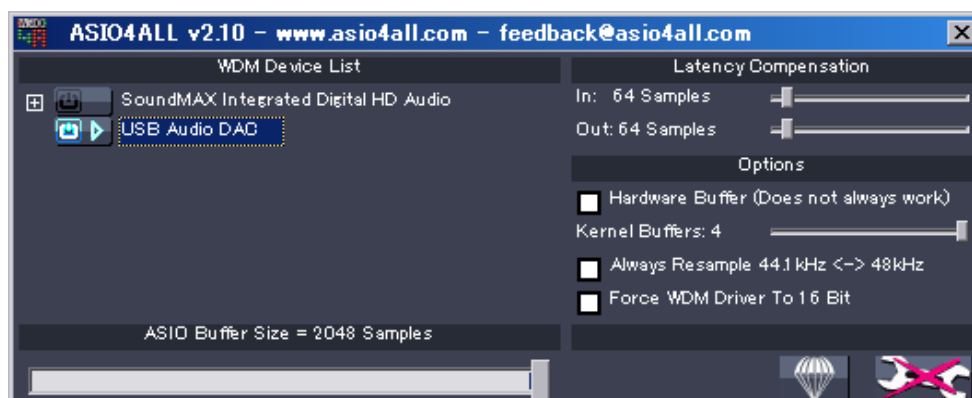 ASIO4ALL v2.10 - www.asio4all.com - feedback@asio4all.com
WDM Device List
SoundMAX Integrated Digital HD Audio
USB Audio DAC
Latency Compensation
In: 64 Samples
Out: 64 Samples
Options
Hardware Buffer (Does not always work)
Kernel Buffers: 4
Always Resample 44.1kHz <-> 48kHz
Force WDM Driver To 16 Bit
ASIO Buffer Size = 2048 Samples